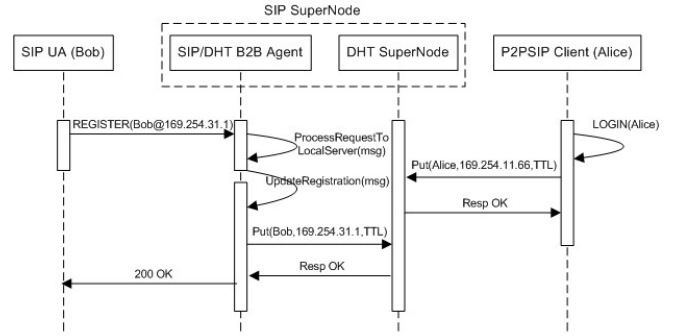 SIP SuperNode
SIP UA (Bob)
SIP/DHT B2B Agent
DHT SuperNode
P2PSIP Client (Alice)
REGISTER(Bob@169.254.31.1)
LOGIN(Alice)
ProcessRequestTo
LocalServer(msg)
Put(Alice,169.254.11.66,TTL)
UpdateRegistration(msg)
Resp OK
Put(Bob,169.254.31.1,TTL)
Resp OK
200 OK